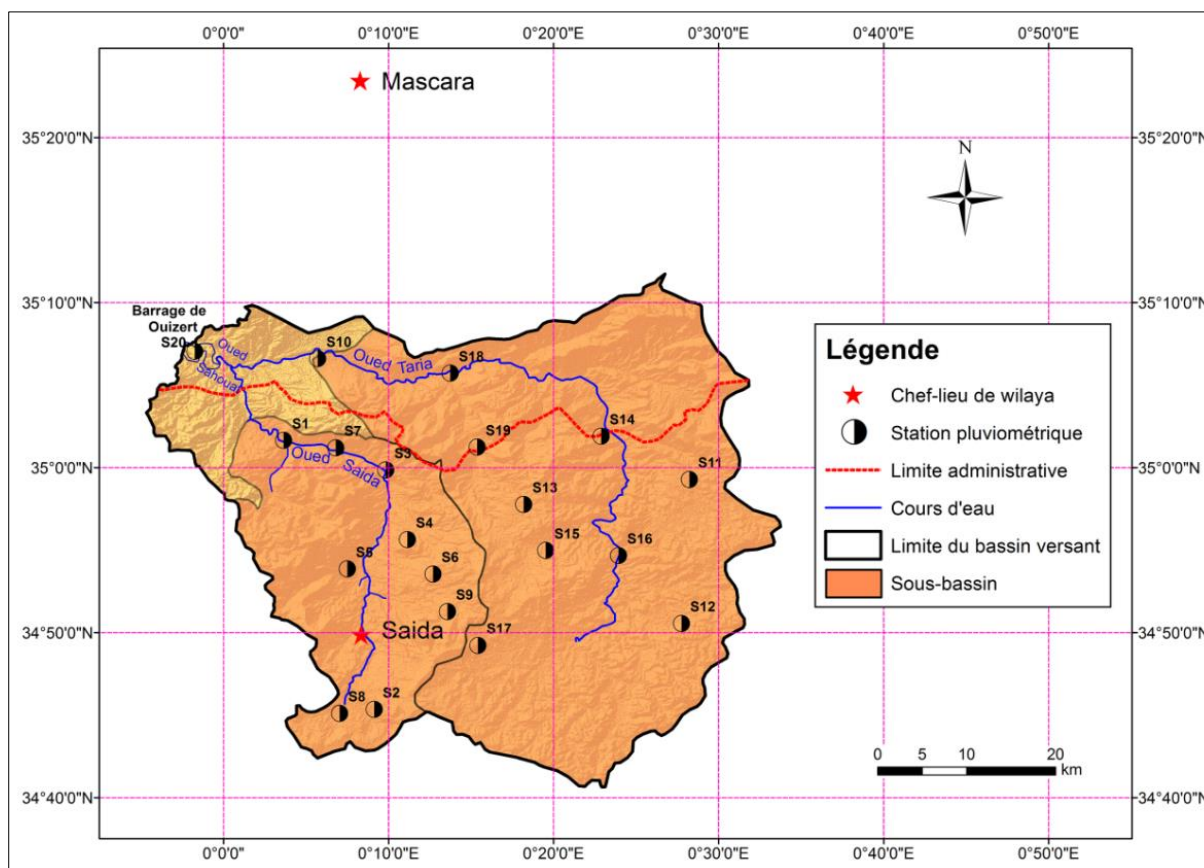 0°0'0" 0°10'0"E 0°20'0"E 0°30'0"E 0°40'0"E 0°50'0"E
Mascara
35°20'0"N 35°20'0"N
N
35°10'0"N 35°10'0"N
Barrage de
Ouizert
S20
Oued
Sahouat
S10
Oued Taria
S18
Légende
Chef-lieu de wilaya
Station pluviométrique
Limite administrative
Cours d'eau
Limite du bassin versant
Sous-bassin
S1
S7
Oued Saida
S3
S19
S14
35°0'0"N 35°0'0"N
S11
S13
S4
S15
S16
S5
S6
S9
S12
Saida
34°50'0"N 34°50'0"N
S17
S8
S2
0 5 10 20
km
34°40'0"N 34°40'0"N
0°0'0" 0°10'0"E 0°20'0"E 0°30'0"E 0°40'0"E 0°50'0"E